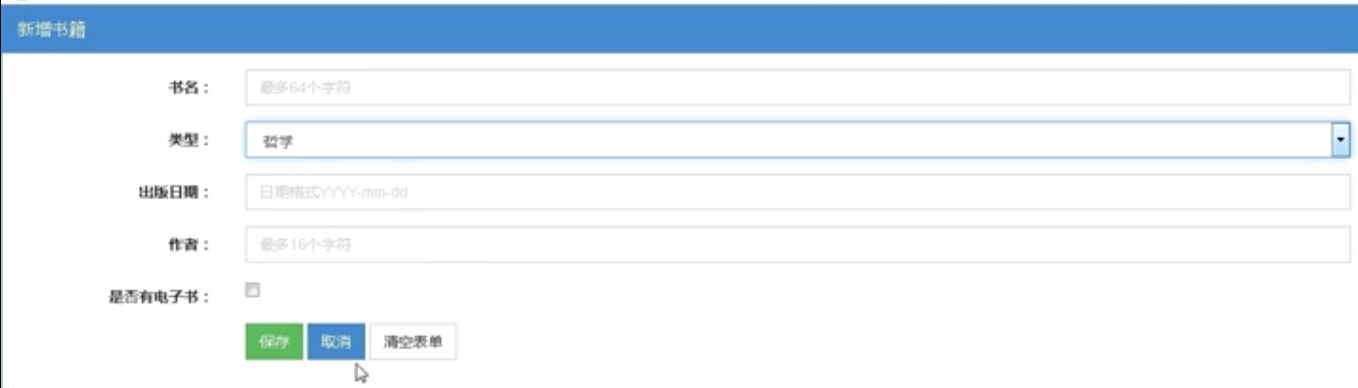 新增书籍
书名：
最多64个字符
类型：
哲学
出版日期：
日期格式YYYY-mm-dd
作者：
最多16个字符
是否有电子书：
保存 取消 清空表单